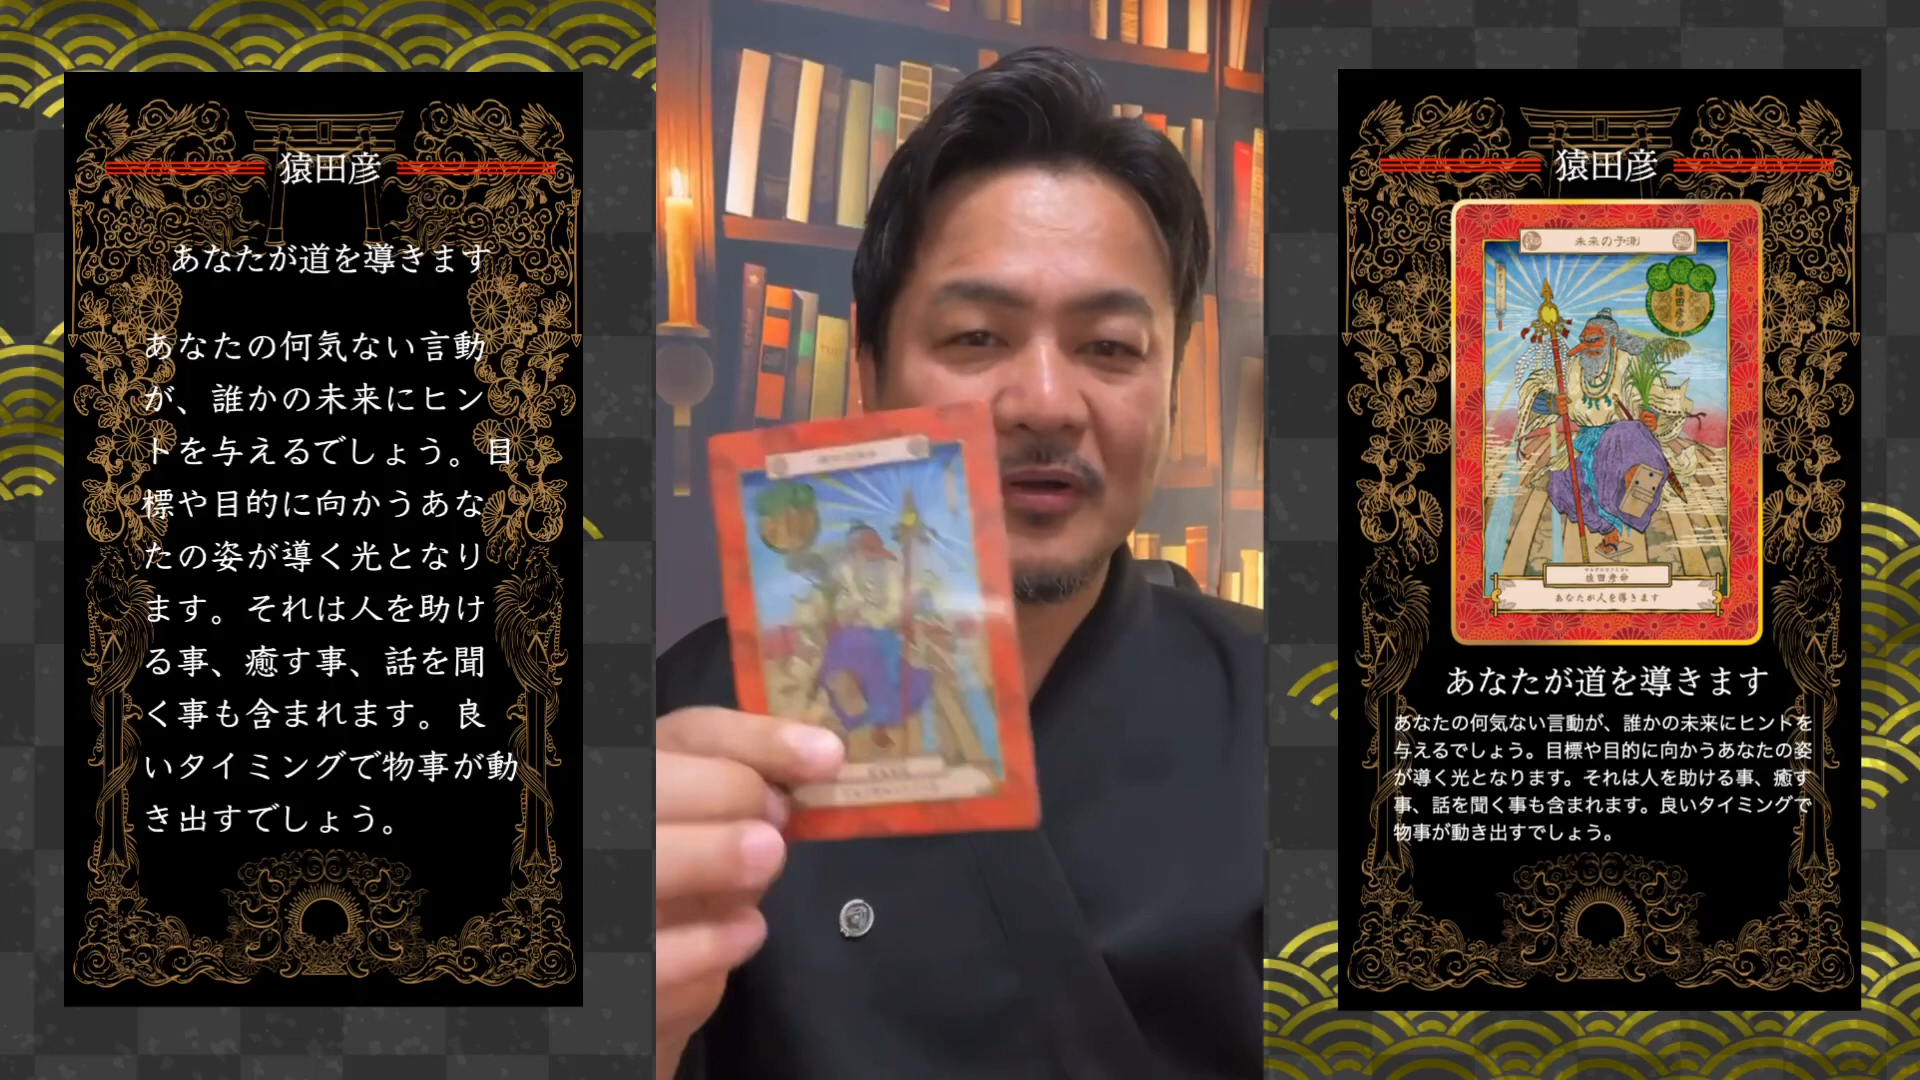 猿田彦
あなたが道を導きます
あなたの何気ない言動
が、誰かの未来にヒン
トを与えるでしょう。目
標や目的に向かうあな
たの姿が導く光となり
ます。それは人を助け
る事、癒す事、話を聞
く事も含まれます。良
いタイミングで物事が動
き出すでしょう。
猿田彦
未来の予測
猿田彦命
あなたが人を導きます
あなたが道を導きます
あなたの何気ない言動が、誰かの未来にヒントを
与えるでしょう。目標や目的に向かうあなたの姿
が導く光となります。それは人を助ける事、癒す
事、話を聞く事も含まれます。良いタイミングで
物事が動き出すでしょう。